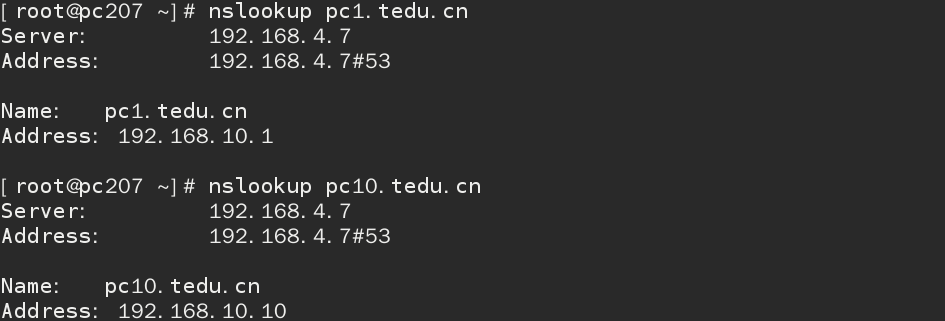 [root@pc207 ~]# nslookup pc1.tedu.cn
Server: 192.168.4.7
Address: 192.168.4.7#53
Name: pc1.tedu.cn
Address: 192.168.10.1
[root@pc207 ~]# nslookup pc10.tedu.cn
Server: 192.168.4.7
Address: 192.168.4.7#53
Name: pc10.tedu.cn
Address: 192.168.10.10